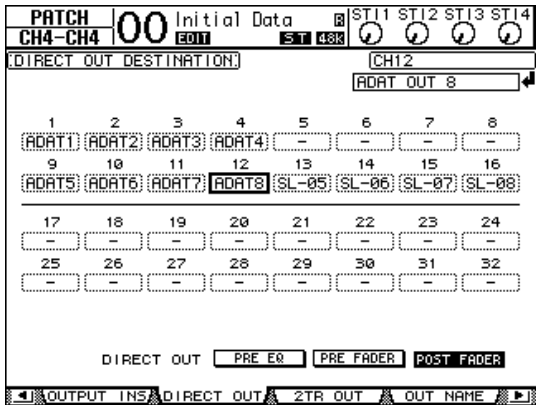 PATCH 00 Initial Data R STI1 STI2 STI3 STI4
CH4-CH4 EDIT ST 48k
DIRECT OUT DESTINATION CH12
ADAT OUT 8
1 2 3 4 5 6 7 8
ADAT1 ADAT2 ADAT3 ADAT4 - - - -
9 10 11 12 13 14 15 16
ADAT5 ADAT6 ADAT7 ADAT8 SL-05 SL-06 SL-07 SL-08
17 18 19 20 21 22 23 24
- - - - - - - -
25 26 27 28 29 30 31 32
- - - - - - - -
DIRECT OUT PRE EQ PRE FADER POST FADER
OUTPUT INS DIRECT OUT 2TR OUT OUT NAME